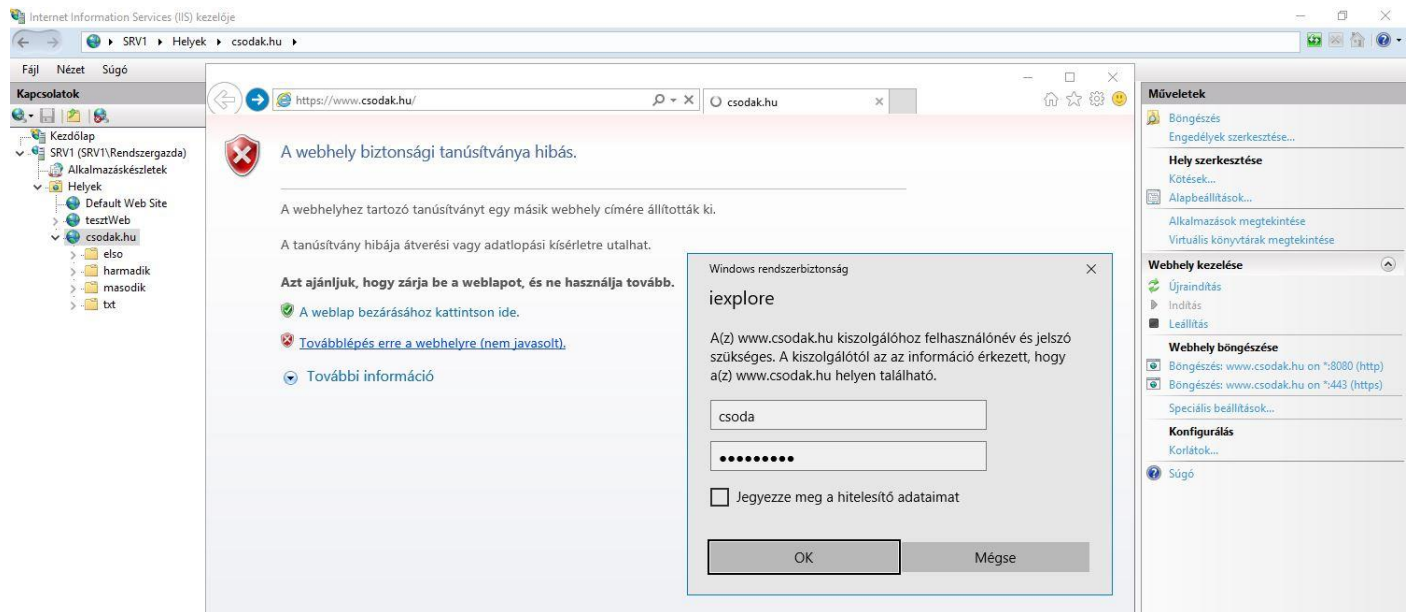 Internet Information Services (IIS) kezelője
SRV1 Helyek csodak.hu
Fájl Nézet Súgó
Kapcsolatok
Kezdőlap
SRV1 (SRV1\Rendszergazda)
Alkalmazáskészletek
Helyek
Default Web Site
tesztWeb
csodak.hu
elso
harmadik
masodik
txt
https://www.csodak.hu/
csodak.hu
A webhely biztonsági tanúsítványa hibás.
A webhelyhez tartozó tanúsítványt egy másik webhely címére állították ki.
A tanúsítvány hibája átverési vagy adatlopási kísérletre utalhat.
Azt ajánljuk, hogy zárja be a weblapot, és ne használja tovább.
A weblap bezárásához kattintson ide.
Továbblépés erre a webhelyre (nem javasolt).
További információ
Windows rendszerbiztonság
iexplore
A(z) www.csodak.hu kiszolgálóhoz felhasználónév és jelszó
szükséges. A kiszolgálótól az az információ érkezett, hogy
a(z) www.csodak.hu helyen található.
csoda
●●●●●●●●●
Jegyezze meg a hitelesítő adataimat
OK Mégse
Műveletek
Böngészés
Engedélyek szerkesztése...
Hely szerkesztése
Kötések...
Alapbeállítások...
Alkalmazások megtekintése
Virtuális könyvtárak megtekintése
Webhely kezelése
Újraindítás
Indítás
Leállítás
Webhely böngészése
Böngészés: www.csodak.hu on *:8080 (http)
Böngészés: www.csodak.hu on *:443 (https)
Speciális beállítások...
Konfigurálás
Korlátok...
Súgó